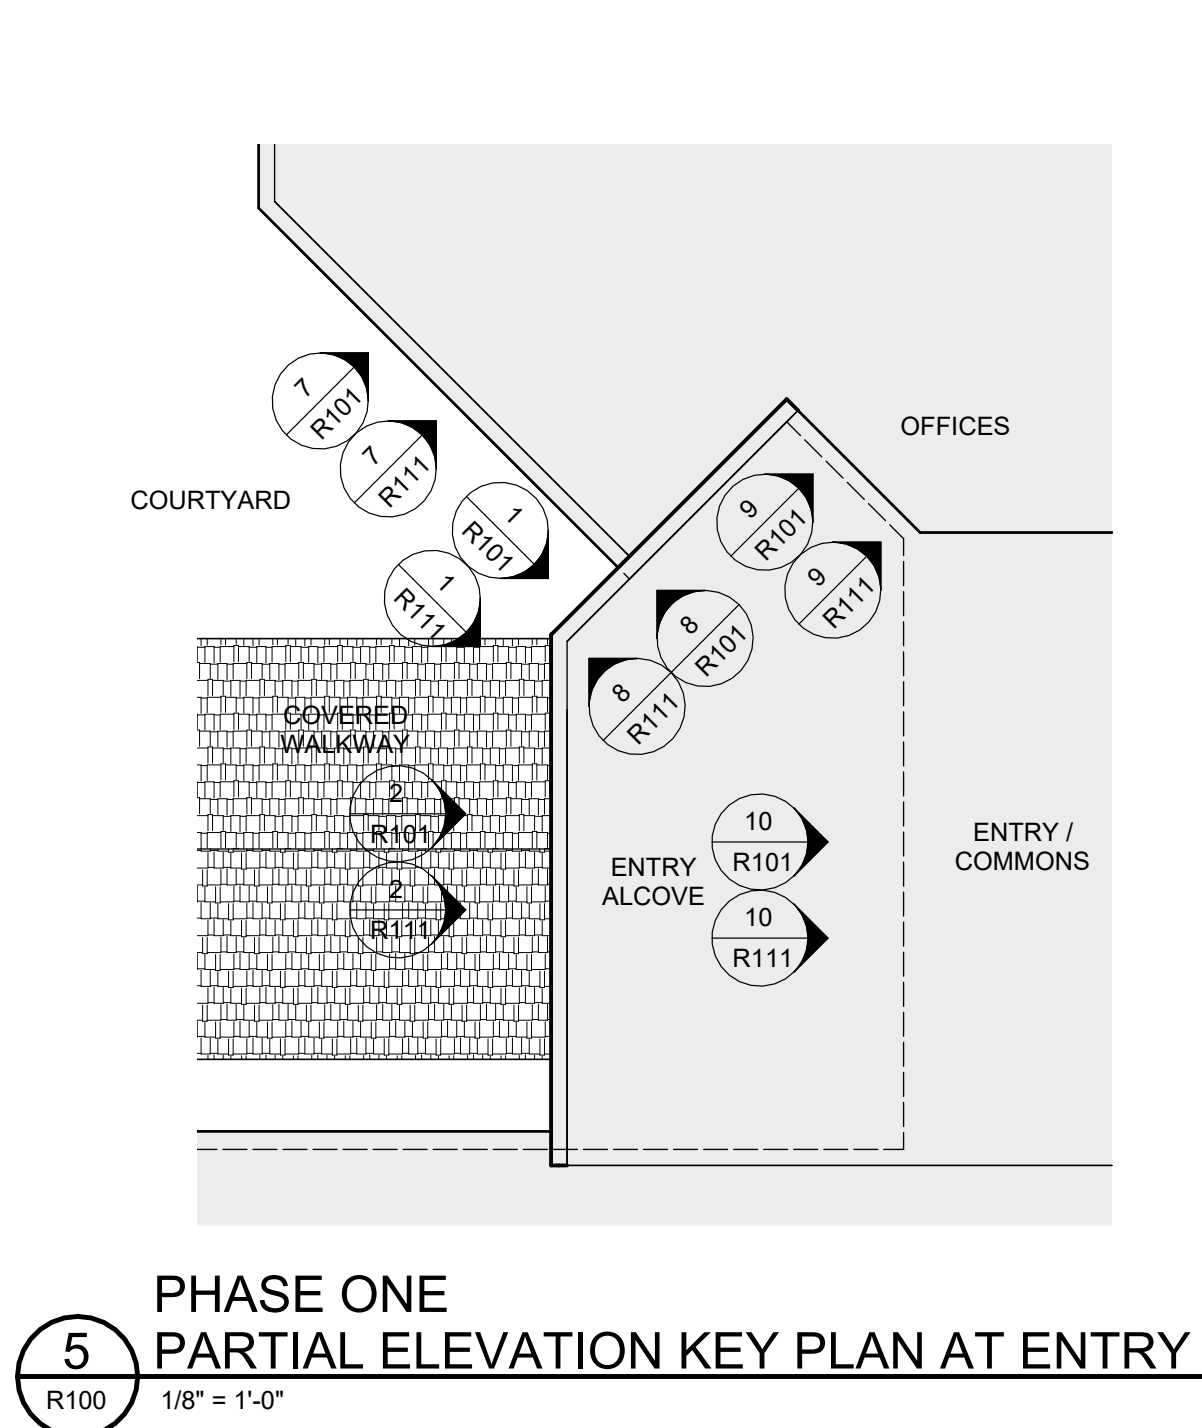 7
R101
7
R111
OFFICES
COURTYARD
1
R101
9
R101
1
R111
9
R111
8
R101
8
R111
COVERED
WALKWAY
2
R101
2
R111
10
R101
10
R111
ENTRY
ALCOVE
ENTRY /
COMMONS
PHASE ONE
5
PARTIAL ELEVATION KEY PLAN AT ENTRY
R100
1/8" = 1'-0"